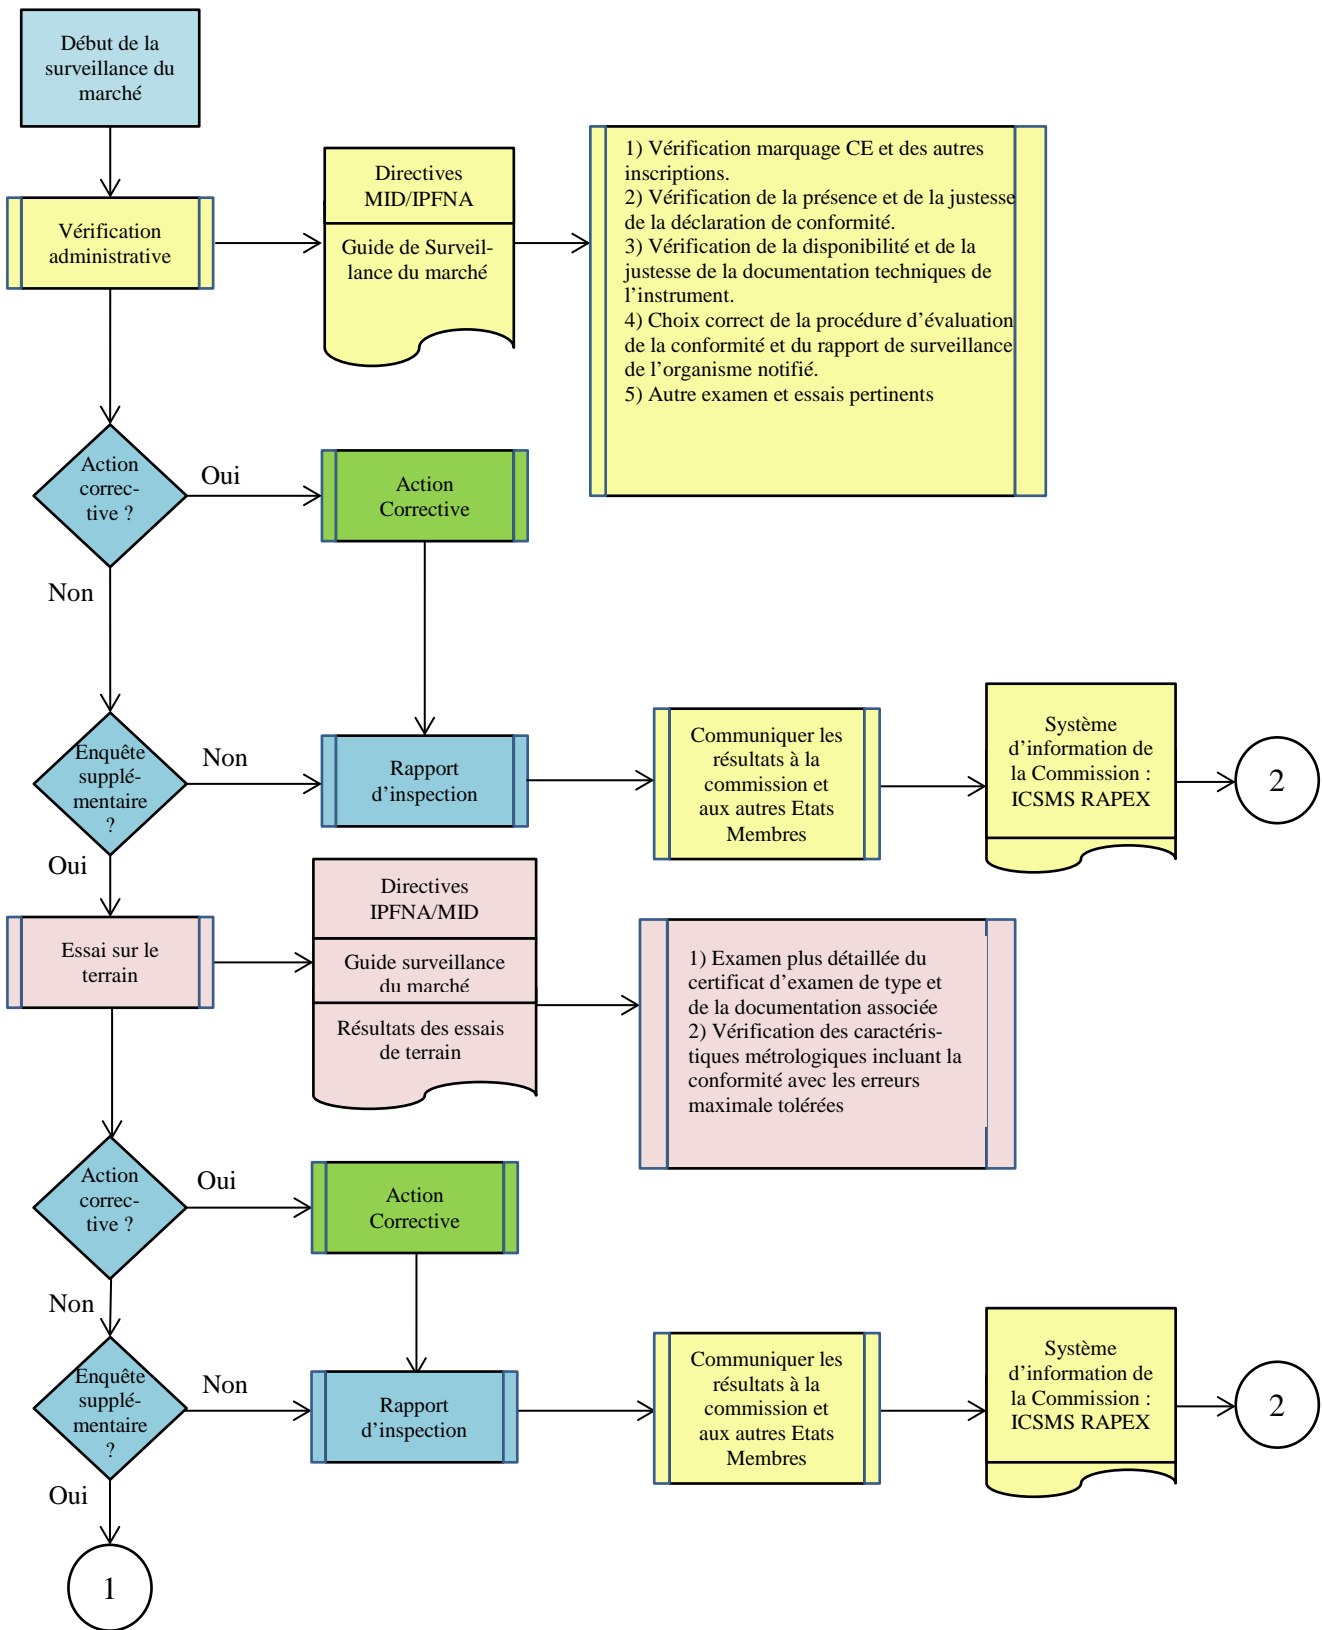 Début de la
surveillance du
marché
Vérification
administrative
Directives
MID/IPFNA
Guide de Surveil-
lance du marché
1) Vérification marquage CE et des autres
inscriptions.
2) Vérification de la présence et de la justesse
de la déclaration de conformité.
3) Vérification de la disponibilité et de la
justesse de la documentation techniques de
l’instrument.
4) Choix correct de la procédure d’évaluation
de la conformité et du rapport de surveillance
de l’organisme notifié.
5) Autre examen et essais pertinents
Action
correc-
tive ?
Oui
Action
Corrective
Non
Enquête
supplé-
mentaire
?
Non
Rapport
d’inspection
Communiquer les
résultats à la
commission et
aux autres Etats
Membres
Système
d’information de
la Commission :
ICSMS RAPEX
2
Oui
Essai sur le
terrain
Directives
IPFNA/MID
Guide surveillance
du marché
Résultats des essais
de terrain
1) Examen plus détaillée du
certificat d’examen de type et
de la documentation associée
2) Vérification des caractéris-
tiques métrologiques incluant la
conformité avec les erreurs
maximale tolérées
Action
correc-
tive ?
Oui
Action
Corrective
Non
Enquête
supplé-
mentaire
?
Non
Rapport
d’inspection
Communiquer les
résultats à la
commission et
aux autres Etats
Membres
Système
d’information de
la Commission :
ICSMS RAPEX
2
Oui
1